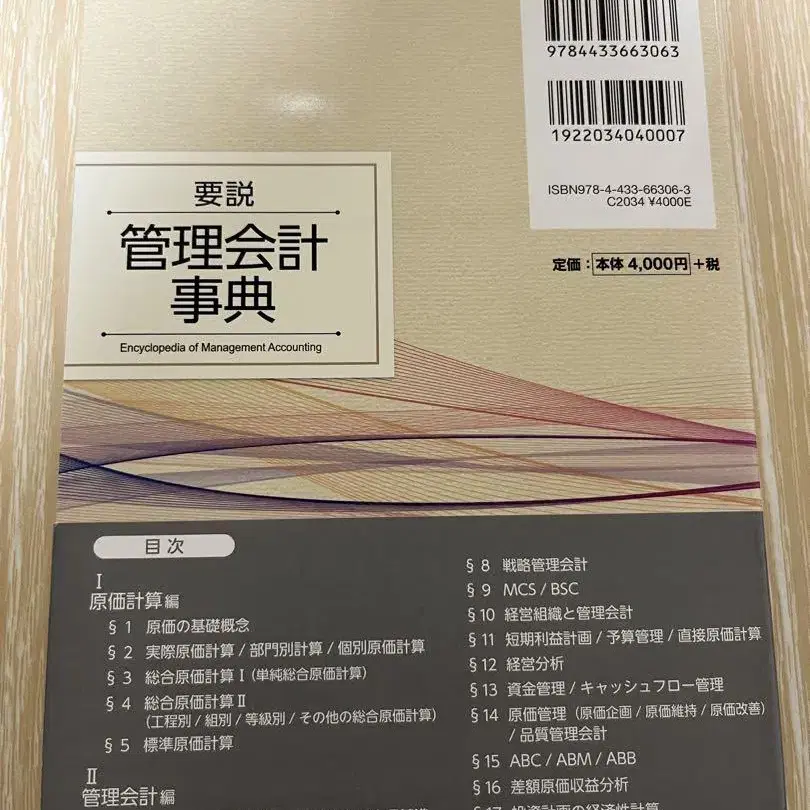 9784433663063
1922034040007
ISBN978-4-433-66306-3
C2034 ¥4000E
定価：本体 4,000円＋税
要説
管理会計
事典
Encyclopedia of Management Accounting
目次
Ⅰ
原価計算編
§ 1 原価の基礎概念
§ 2 実際原価計算 / 部門別計算 / 個別原価計算
§ 3 総合原価計算Ⅰ(単純総合原価計算)
§ 4 総合原価計算Ⅱ
(工程別 / 組別 / 等級別 / その他の総合原価計算)
§ 5 標準原価計算
Ⅱ
管理会計編
§ 8 戦略管理会計
§ 9 MCS / BSC
§ 10 経営組織と管理会計
§ 11 短期利益計画 / 予算管理 / 直接原価計算
§ 12 経営分析
§ 13 資金管理 / キャッシュフロー管理
§ 14 原価管理（原価企画 / 原価維持 / 原価改善）
/ 品質管理会計
§ 15 ABC / ABM / ABB
§ 16 差額原価収益分析
§ 17 投資計画の経済性計算